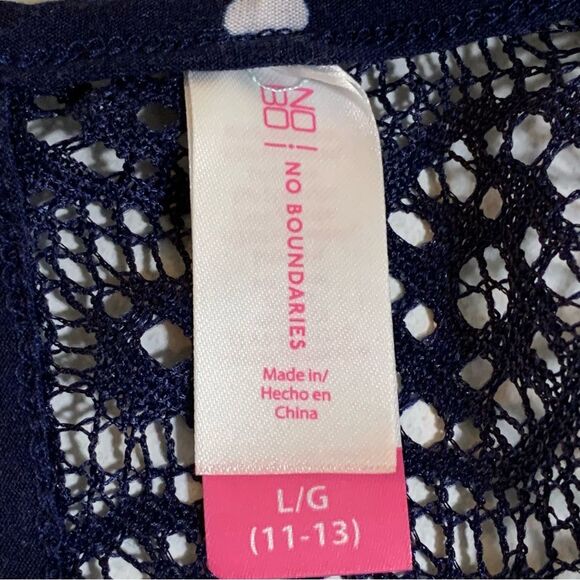 NO !
BO !
NO BOUNDARIES
Made in/
Hecho en
China
L/G
(11-13)